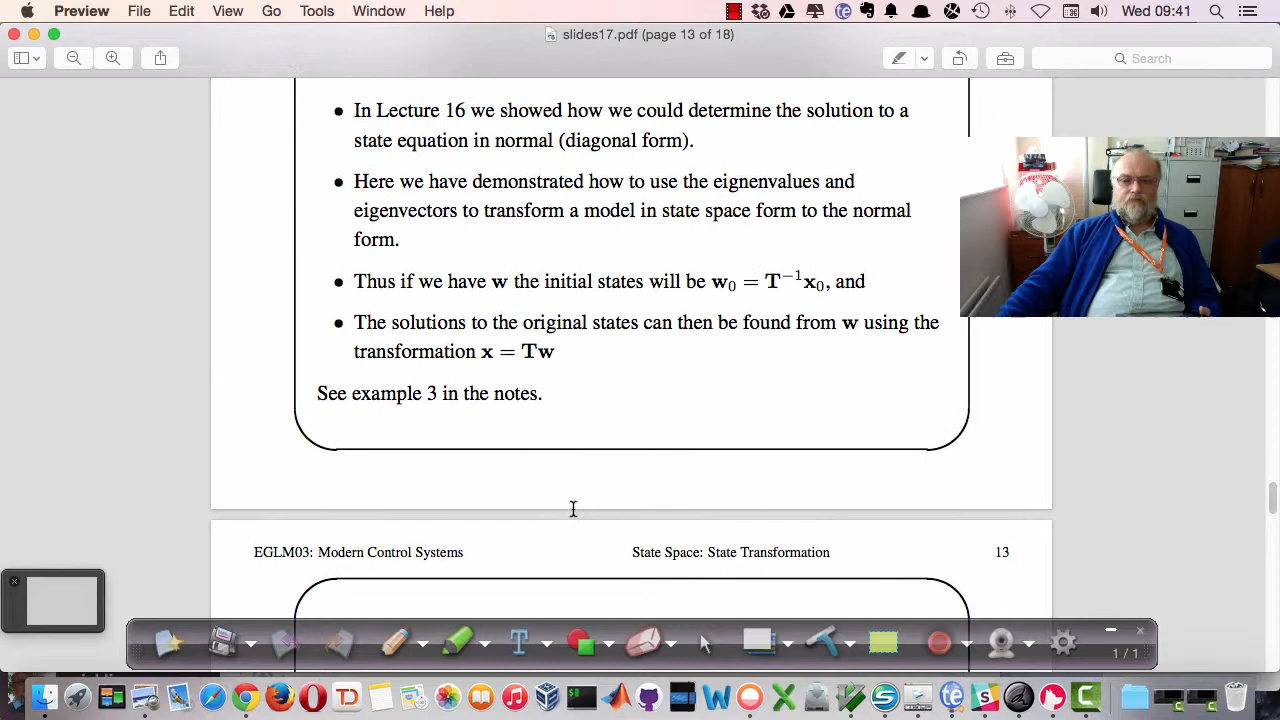 Preview File Edit View Go Tools Window Help Wed 09:41
slides17.pdf (page 13 of 18)
Search
• In Lecture 16 we showed how we could determine the solution to a
state equation in normal (diagonal form).
• Here we have demonstrated how to use the eignenvalues and
eigenvectors to transform a model in state space form to the normal
form.
• Thus if we have w the initial states will be w₀ = T⁻¹x₀, and
• The solutions to the original states can then be found from w using the
transformation x = Tw
See example 3 in the notes.
EGLM03: Modern Control Systems State Space: State Transformation 13
1 / 1